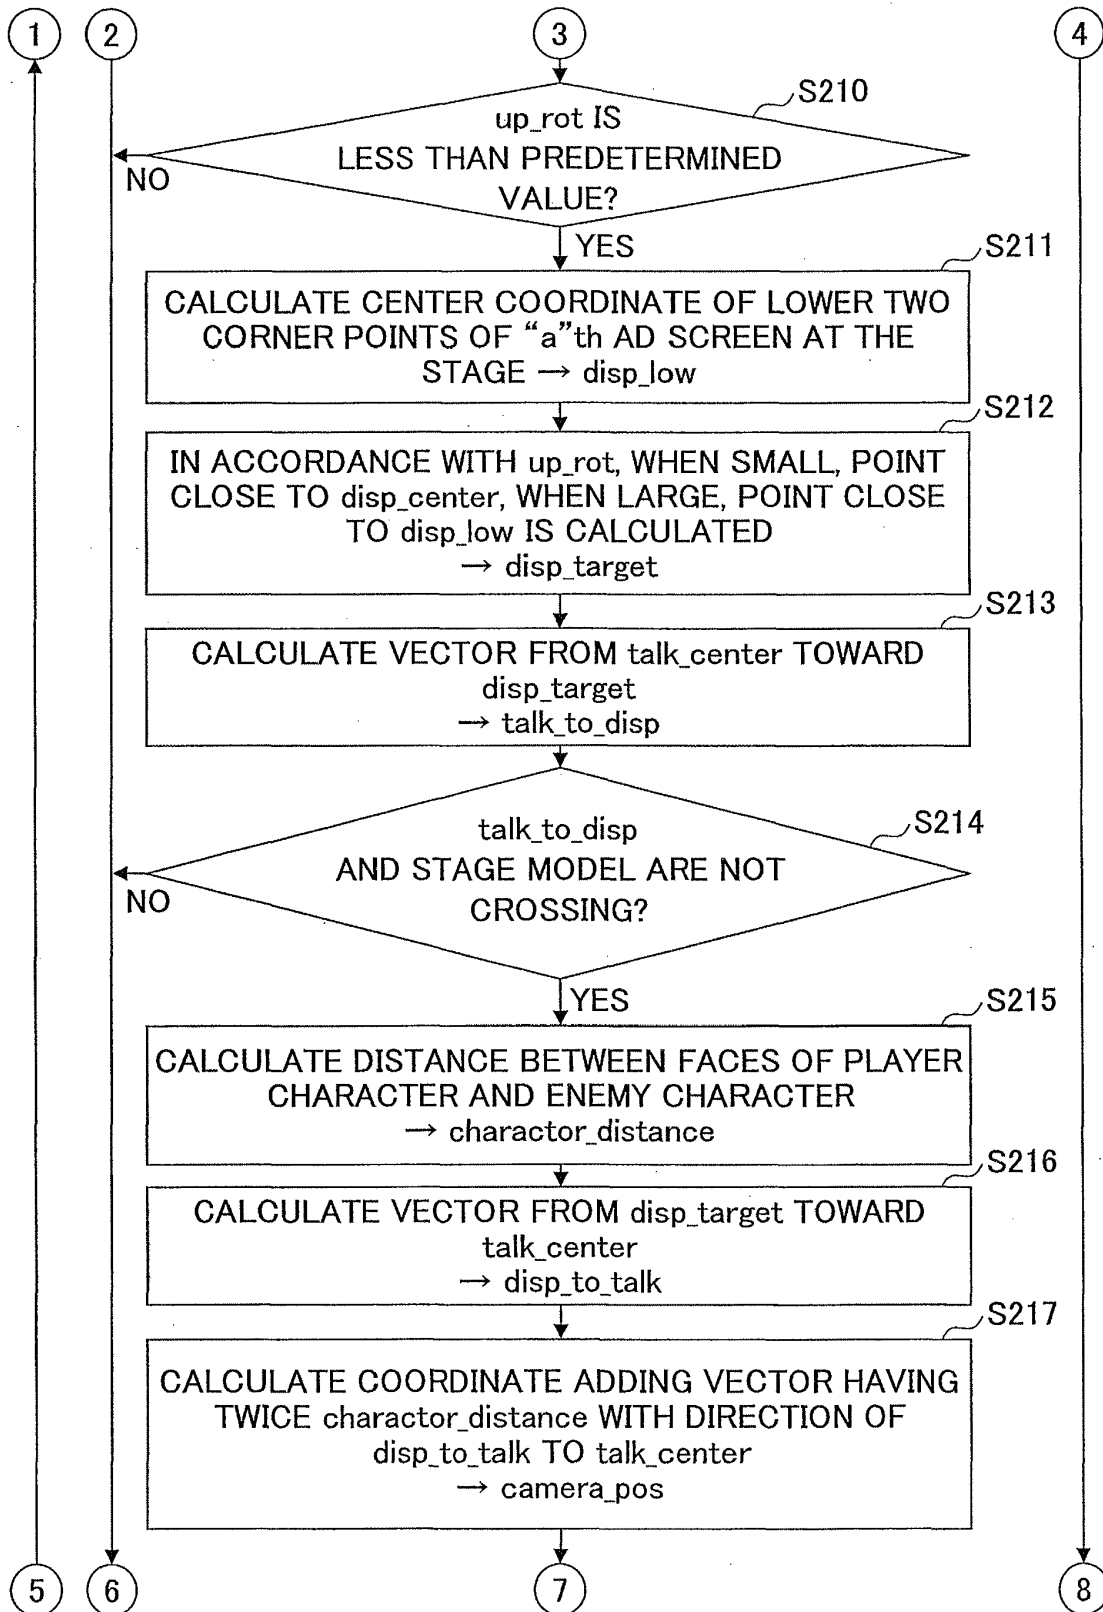 1
2
3
4
S210
up_rot IS
LESS THAN PREDETERMINED
VALUE?
NO
YES
S211
CALCULATE CENTER COORDINATE OF LOWER TWO
CORNER POINTS OF “a”th AD SCREEN AT THE
STAGE → disp_low
S212
IN ACCORDANCE WITH up_rot, WHEN SMALL, POINT
CLOSE TO disp_center, WHEN LARGE, POINT CLOSE
TO disp_low IS CALCULATED
→ disp_target
S213
CALCULATE VECTOR FROM talk_center TOWARD
disp_target
→ talk_to_disp
S214
talk_to_disp
AND STAGE MODEL ARE NOT
CROSSING?
NO
YES
S215
CALCULATE DISTANCE BETWEEN FACES OF PLAYER
CHARACTER AND ENEMY CHARACTER
→ charactor_distance
S216
CALCULATE VECTOR FROM disp_target TOWARD
talk_center
→ disp_to_talk
S217
CALCULATE COORDINATE ADDING VECTOR HAVING
TWICE charactor_distance WITH DIRECTION OF
disp_to_talk TO talk_center
→ camera_pos
5
6
7
8